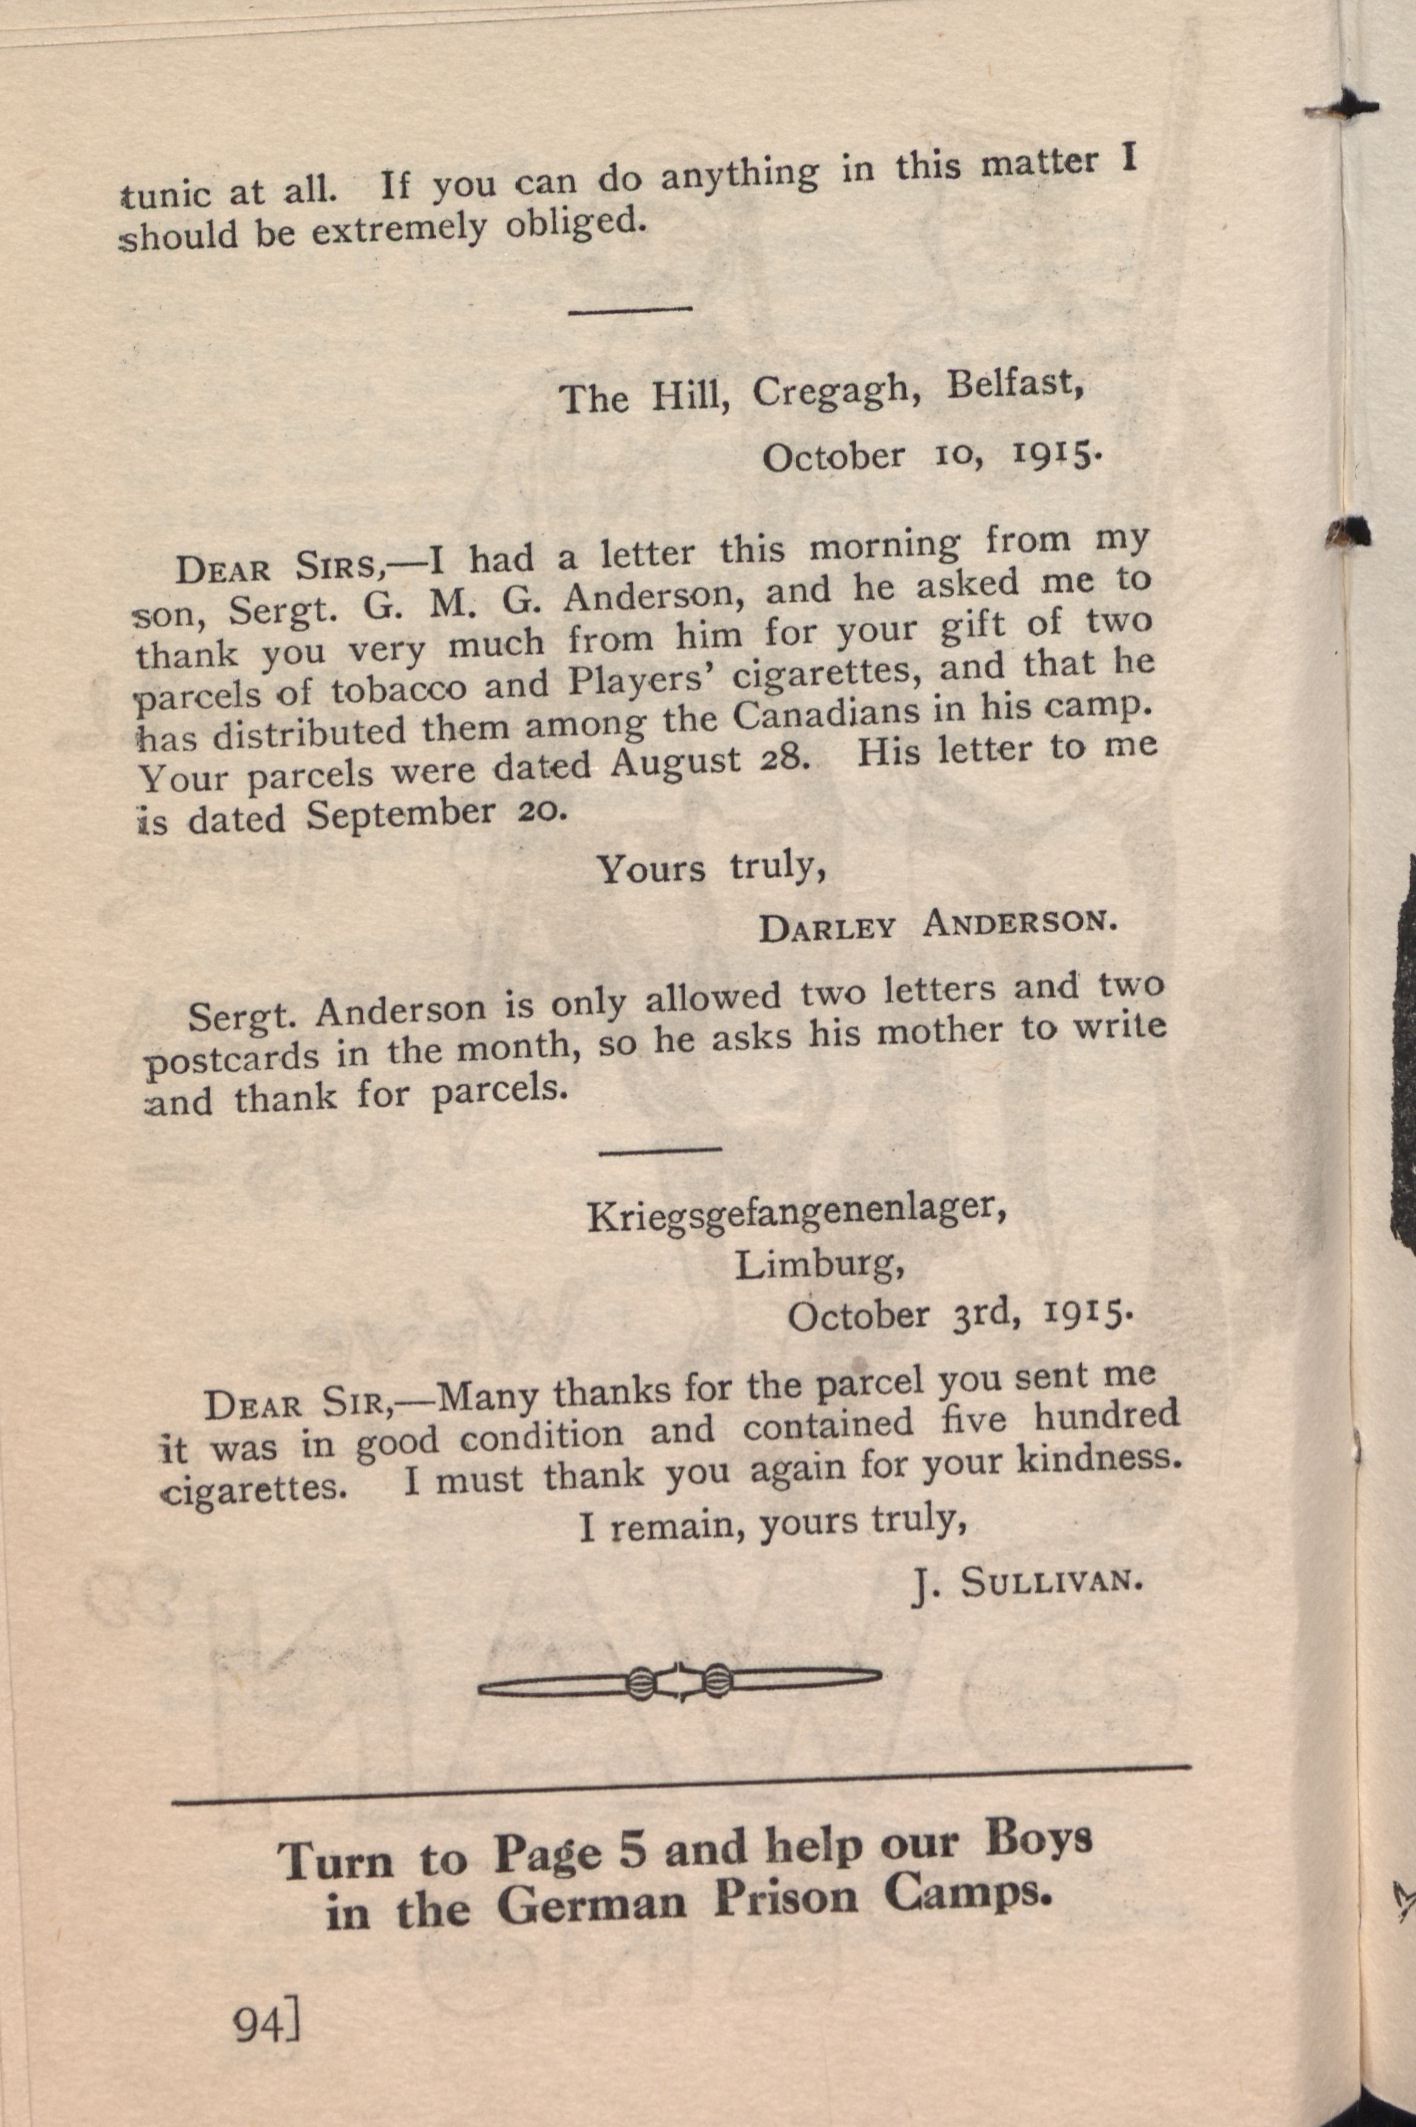 tunic at all. If you can do anything in this matter I
should be extremely obliged.
The Hill, Cregagh, Belfast,
October 10, 1915.
DEAR SIRS,—I had a letter this morning from my
son, Sergt. G. M. G. Anderson, and he asked me to
thank you very much from him for your gift of two
parcels of tobacco and Players' cigarettes, and that he
has distributed them among the Canadians in his camp.
Your parcels were dated August 28. His letter to me
is dated September 20.
Yours truly,
DARLEY ANDERSON.
Sergt. Anderson is only allowed two letters and two
postcards in the month, so he asks his mother to write
and thank for parcels.
Kriegsgefangenenlager,
Limburg,
October 3rd, 1915.
DEAR SIR,—Many thanks for the parcel you sent me
it was in good condition and contained five hundred
cigarettes. I must thank you again for your kindness.
I remain, yours truly,
J. SULLIVAN.
Turn to Page 5 and help our Boys
in the German Prison Camps.
94]